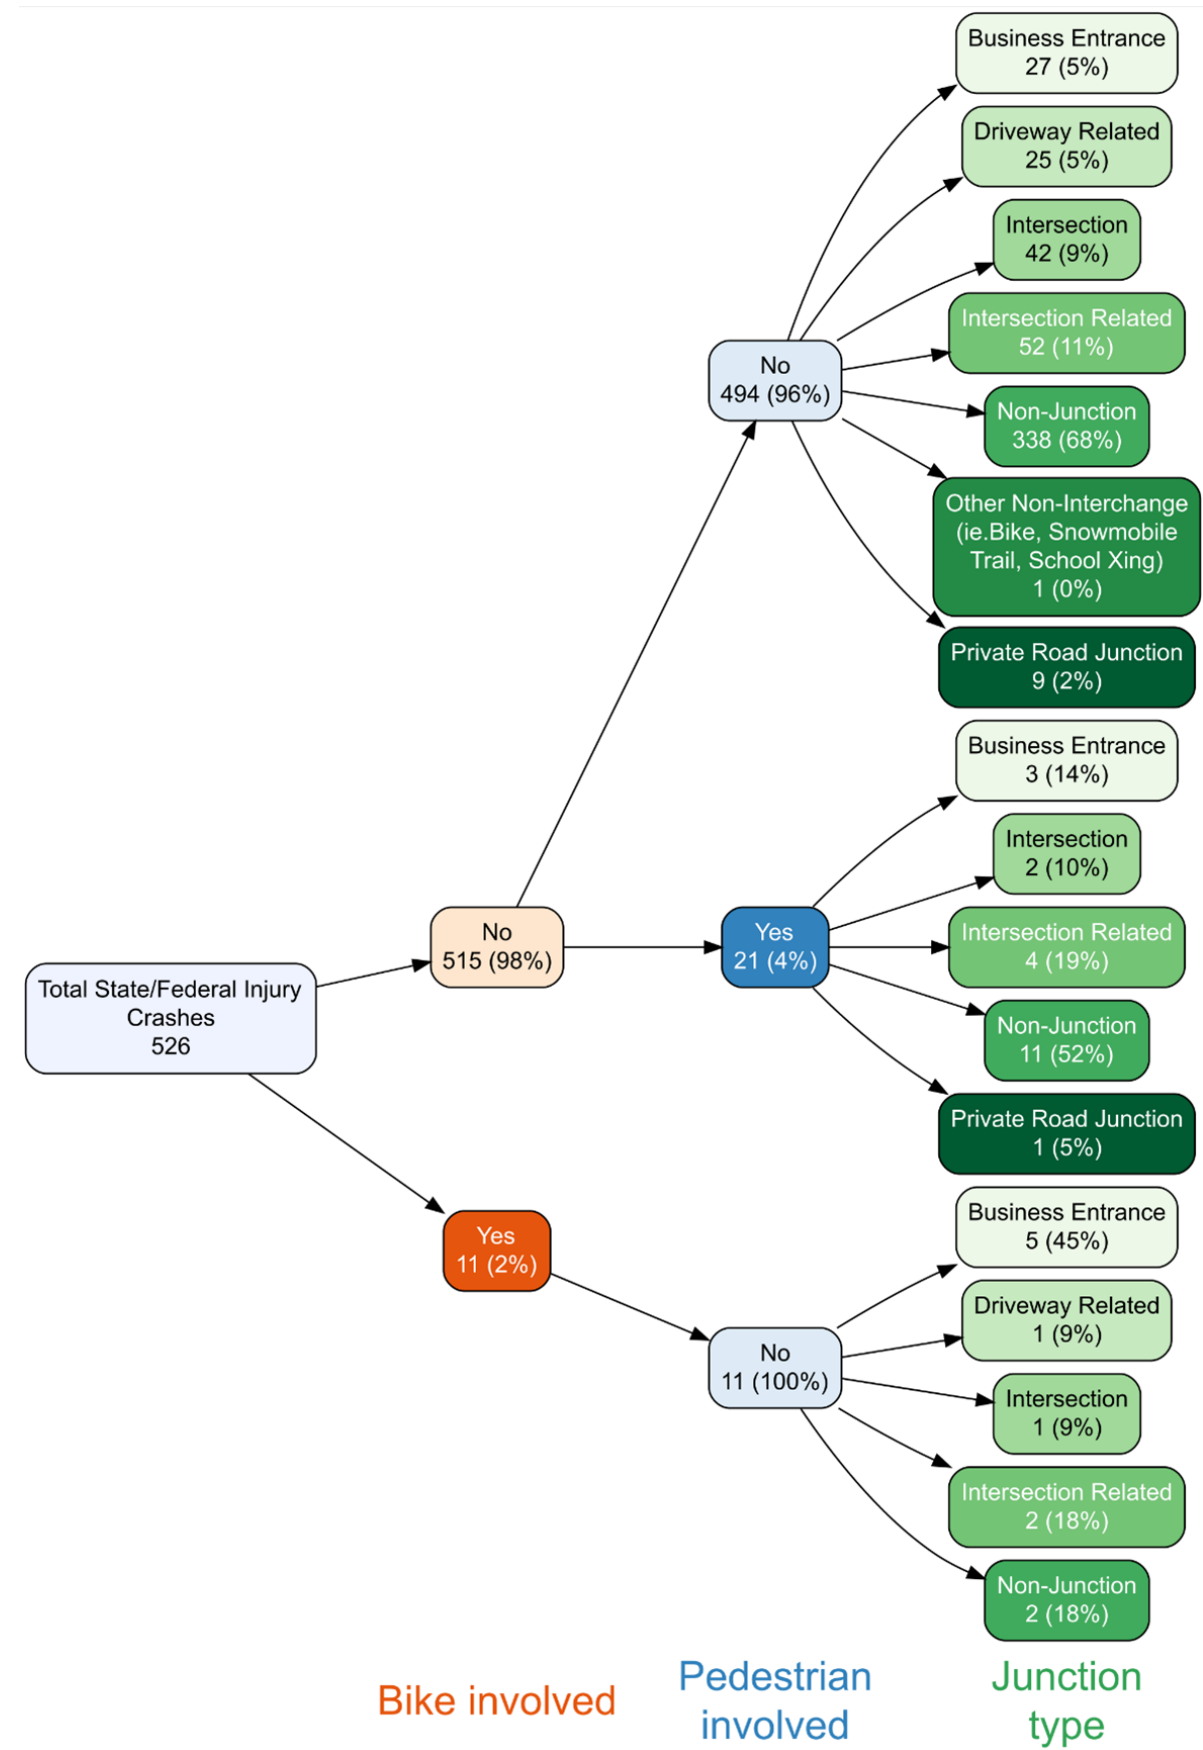 Business Entrance
27 (5%)
Driveway Related
25 (5%)
Intersection
42 (9%)
Intersection Related
52 (11%)
No
494 (96%)
Non-Junction
338 (68%)
Other Non-Interchange
(ie.Bike, Snowmobile
Trail, School Xing)
1 (0%)
Private Road Junction
9 (2%)
Business Entrance
3 (14%)
Intersection
2 (10%)
No
515 (98%)
Yes
21 (4%)
Intersection Related
4 (19%)
Total State/Federal Injury
Crashes
526
Non-Junction
11 (52%)
Private Road Junction
1 (5%)
Business Entrance
5 (45%)
Yes
11 (2%)
Driveway Related
1 (9%)
No
11 (100%)
Intersection
1 (9%)
Intersection Related
2 (18%)
Non-Junction
2 (18%)
Bike involved
Pedestrian
involved
Junction
type